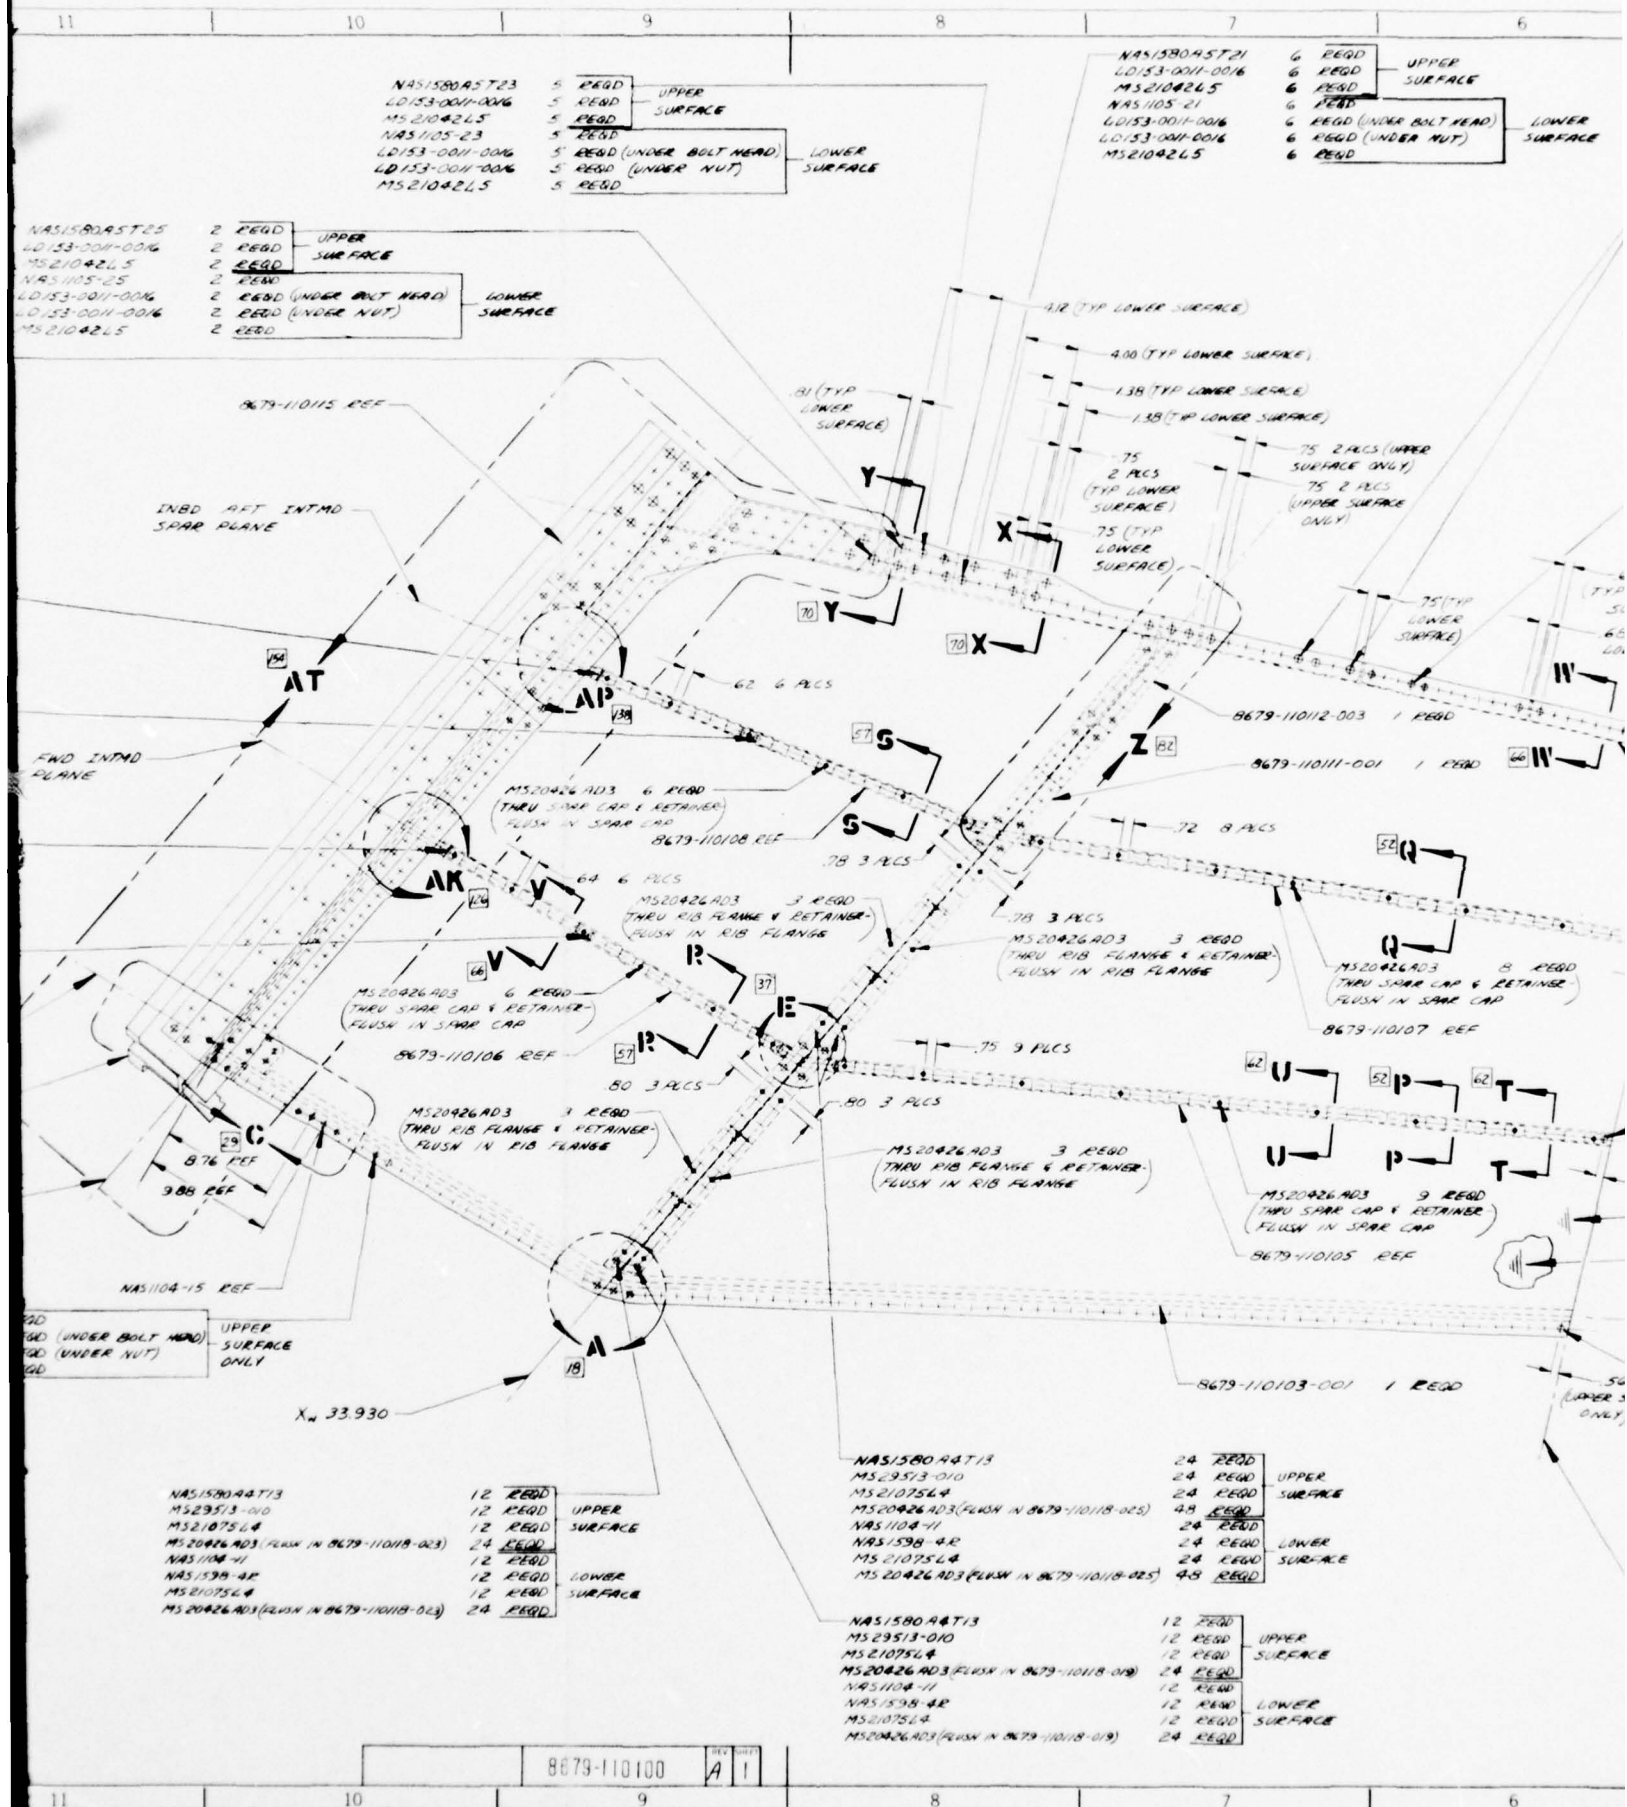 11 10 9 8 7 6
NAS1580A5T23 5 REQD
LD153-0011-0016 5 REQD
MS21042L5 5 REQD
UPPER
SURFACE
NAS1105-23 5 REQD
LD153-0011-0016 5 REQD (UNDER BOLT HEAD)
LD153-0011-0016 5 REQD (UNDER NUT)
MS21042L5 5 REQD
LOWER
SURFACE
NAS1580A5T21 6 REQD
LD153-0011-0016 6 REQD
MS21042L5 6 REQD
UPPER
SURFACE
NAS1105-21 6 REQD
LD153-0011-0016 6 REQD (UNDER BOLT HEAD)
LD153-0011-0016 6 REQD (UNDER NUT)
MS21042L5 6 REQD
LOWER
SURFACE
NAS1580A5T25 2 REQD
LD153-0011-0016 2 REQD
MS21042L5 2 REQD
UPPER
SURFACE
NAS1105-25 2 REQD
LD153-0011-0016 2 REQD (UNDER BOLT HEAD)
LD153-0011-0016 2 REQD (UNDER NUT)
MS21042L5 2 REQD
LOWER
SURFACE
(TYP LOWER SURFACE)
4.00 (TYP LOWER SURFACE)
1.38 (TYP LOWER SURFACE)
1.38 (TYP LOWER SURFACE)
.81 (TYP
LOWER
SURFACE)
.75
2 PLCS
(TYP LOWER
SURFACE)
.75 (TYP
LOWER
SURFACE)
.75 2 PLCS (UPPER
SURFACE ONLY)
.75 2 PLCS
(UPPER SURFACE
ONLY)
.75 (TYP
LOWER
SURFACE)
8679-110115 REF
INBD AFT INTMD
SPAR PLANE
Y
X
70 Y
70 X
154
AT
AP
138
.62 6 PLCS
W
66 W
8679-110112-003 1 REQD
57 S
Z 82
8679-110111-001 1 REQD
FWD INTMD
PLANE
MS20426AD3 6 REQD
(THRU SPAR CAP & RETAINER-
FLUSH IN SPAR CAP)
8679-110108 REF
S
.78 3 PLCS
.72 8 PLCS
52 Q
AK
126
V
.64 6 PLCS
MS20426AD3 3 REQD
(THRU RIB FLANGE & RETAINER-
FLUSH IN RIB FLANGE)
.78 3 PLCS
MS20426AD3 3 REQD
(THRU RIB FLANGE & RETAINER-
FLUSH IN RIB FLANGE)
Q
MS20426AD3 8 REQD
(THRU SPAR CAP & RETAINER-
FLUSH IN SPAR CAP)
8679-110107 REF
66 V
R
37
E
MS20426AD3 6 REQD
(THRU SPAR CAP & RETAINER-
FLUSH IN SPAR CAP)
8679-110106 REF
57 R
.80 3 PLCS
.75 9 PLCS
.80 3 PLCS
62 U
52 P
62 T
29 C
8.76 REF
9.88 REF
MS20426AD3 3 REQD
(THRU RIB FLANGE & RETAINER-
FLUSH IN RIB FLANGE)
MS20426AD3 3 REQD
(THRU RIB FLANGE & RETAINER-
FLUSH IN RIB FLANGE)
U
P
T
MS20426AD3 9 REQD
(THRU SPAR CAP & RETAINER-
FLUSH IN SPAR CAP)
8679-110105 REF
NAS1104-15 REF
(UNDER BOLT HEAD)
(UNDER NUT)
UPPER
SURFACE
ONLY
A
18
8679-110103-001 1 REQD
Xw 33.930
NAS1580A4T13 12 REQD
MS29513-010 12 REQD
MS21075L4 12 REQD
MS20426AD3 (FLUSH IN 8679-110118-023) 24 REQD
UPPER
SURFACE
NAS1104-11 12 REQD
NAS1598-4R 12 REQD
MS21075L4 12 REQD
MS20426AD3 (FLUSH IN 8679-110118-023) 24 REQD
LOWER
SURFACE
NAS1580A4T13 24 REQD
MS29513-010 24 REQD
MS21075L4 24 REQD
MS20426AD3 (FLUSH IN 8679-110118-025) 48 REQD
UPPER
SURFACE
NAS1104-11 24 REQD
NAS1598-4R 24 REQD
MS21075L4 24 REQD
MS20426AD3 (FLUSH IN 8679-110118-025) 48 REQD
LOWER
SURFACE
NAS1580A4T13 12 REQD
MS29513-010 12 REQD
MS21075L4 12 REQD
MS20426AD3 (FLUSH IN 8679-110118-019) 24 REQD
UPPER
SURFACE
NAS1104-11 12 REQD
NAS1598-4R 12 REQD
MS21075L4 12 REQD
MS20426AD3 (FLUSH IN 8679-110118-019) 24 REQD
LOWER
SURFACE
8679-110100 REV A SHEET 1
11 10 9 8 7 6